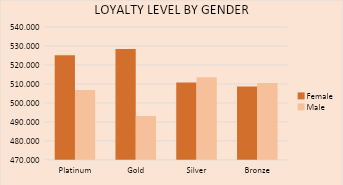 LOYALTY LEVEL BY GENDER
540.000
530.000
520.000
510.000
500.000
490.000
480.000
470.000
Platinum Gold Silver Bronze
Female
Male